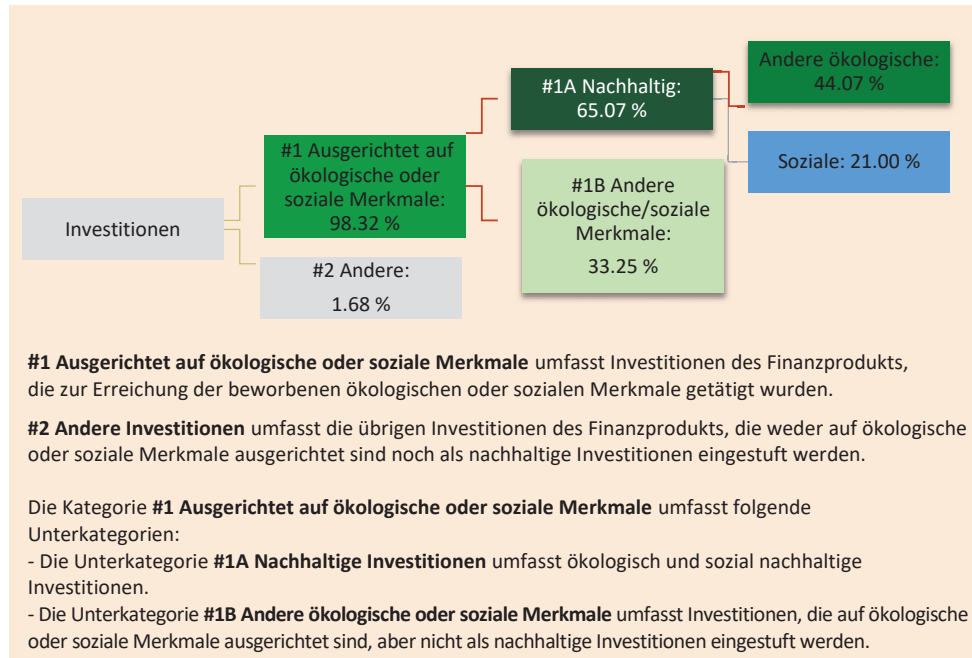 Investitionen
#1 Ausgerichtet auf
ökologische oder
soziale Merkmale:
98.32 %
#2 Andere:
1.68 %
#1A Nachhaltig:
65.07 %
#1B Andere
ökologische/soziale
Merkmale:
33.25 %
Andere ökologische:
44.07 %
Soziale: 21.00 %
#1 Ausgerichtet auf ökologische oder soziale Merkmale umfasst Investitionen des Finanzprodukts,
die zur Erreichung der beworbenen ökologischen oder sozialen Merkmale getätigt wurden.
#2 Andere Investitionen umfasst die übrigen Investitionen des Finanzprodukts, die weder auf ökologische
oder soziale Merkmale ausgerichtet sind noch als nachhaltige Investitionen eingestuft werden.
Die Kategorie #1 Ausgerichtet auf ökologische oder soziale Merkmale umfasst folgende
Unterkategorien:
- Die Unterkategorie #1A Nachhaltige Investitionen umfasst ökologisch und sozial nachhaltige
Investitionen.
- Die Unterkategorie #1B Andere ökologische oder soziale Merkmale umfasst Investitionen, die auf ökologische
oder soziale Merkmale ausgerichtet sind, aber nicht als nachhaltige Investitionen eingestuft werden.